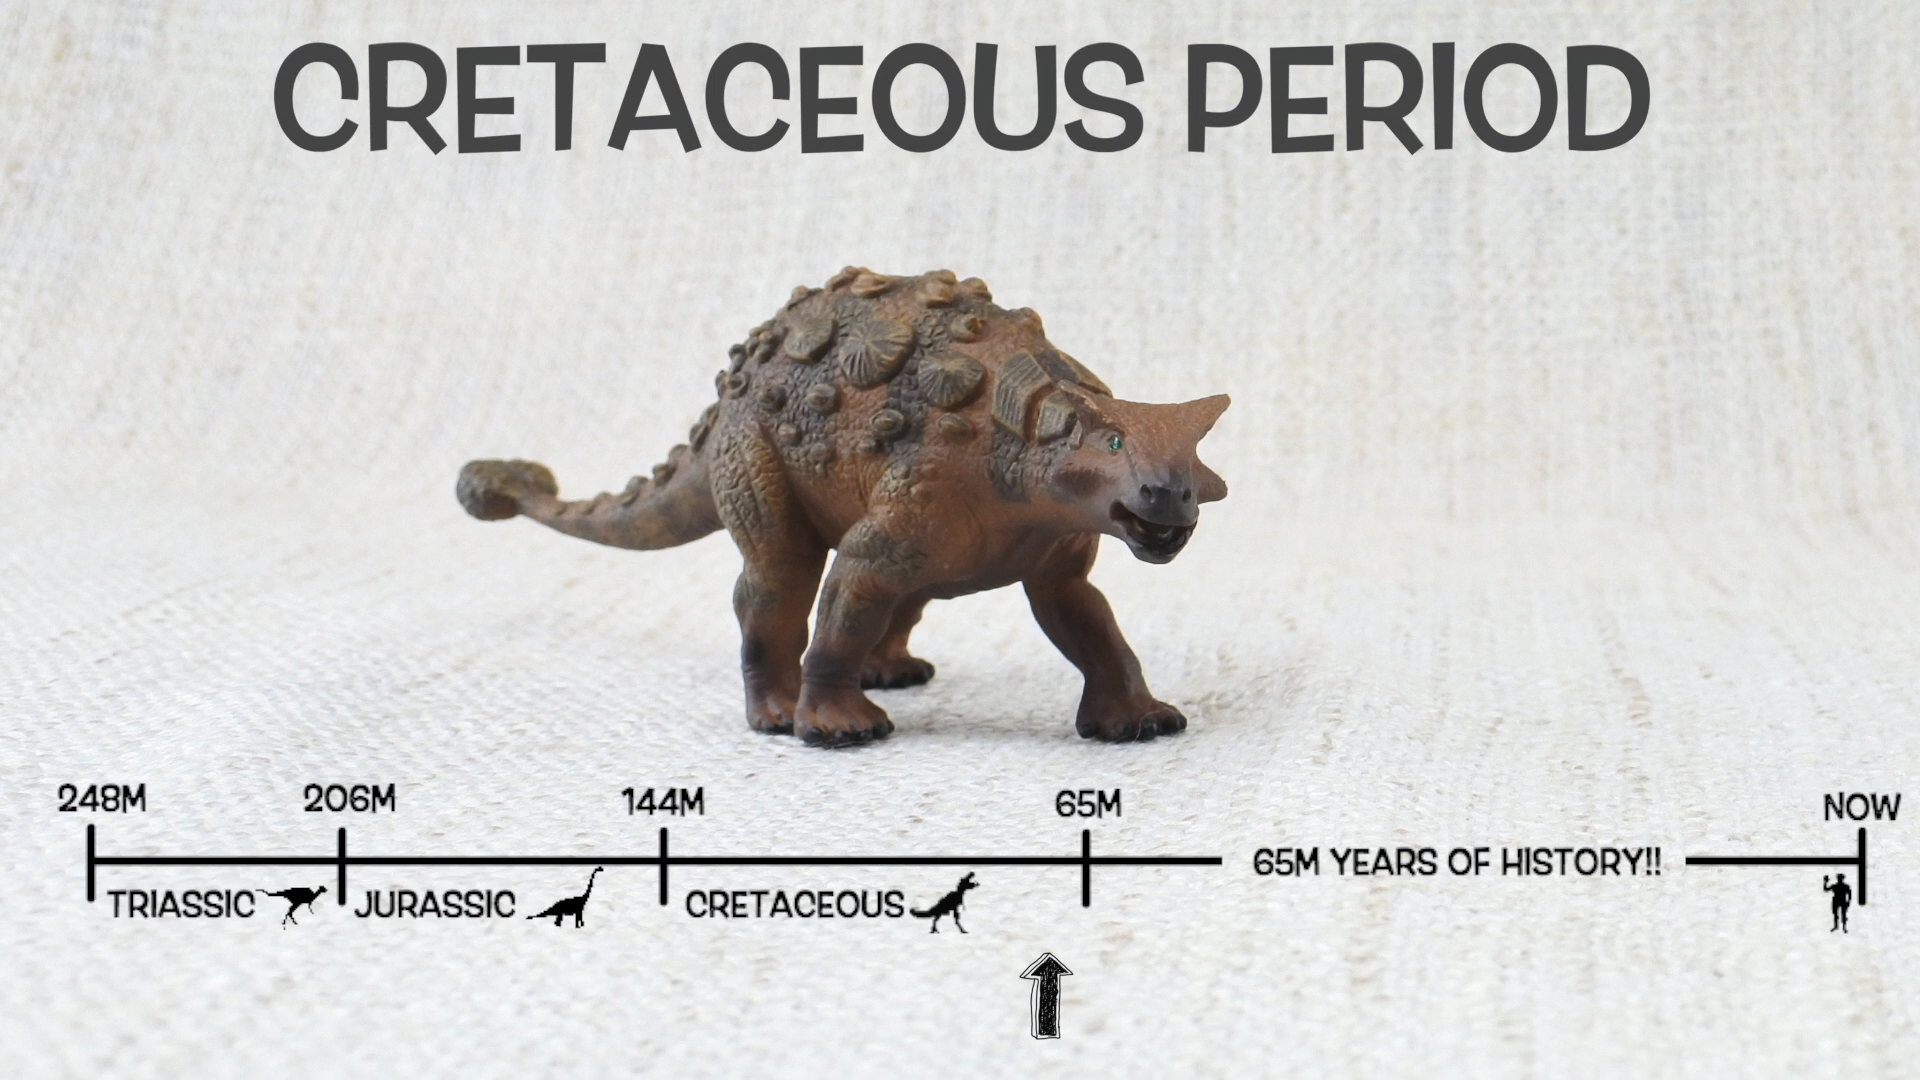 CRETACEOUS PERIOD
248M 206M 144M 65M NOW
65M YEARS OF HISTORY!!
TRIASSIC JURASSIC CRETACEOUS